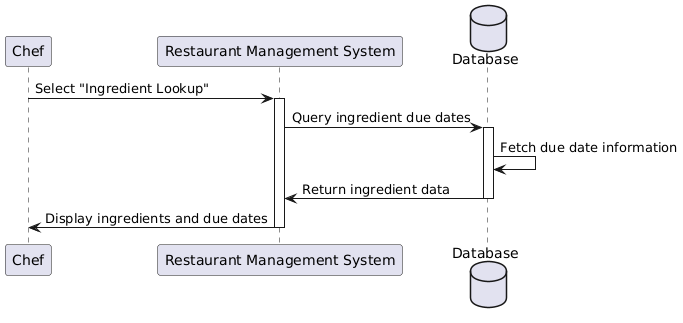 Database
Chef
Restaurant Management System
Select "Ingredient Lookup"
Query ingredient due dates
Fetch due date information
Return ingredient data
Display ingredients and due dates
Chef
Restaurant Management System
Database